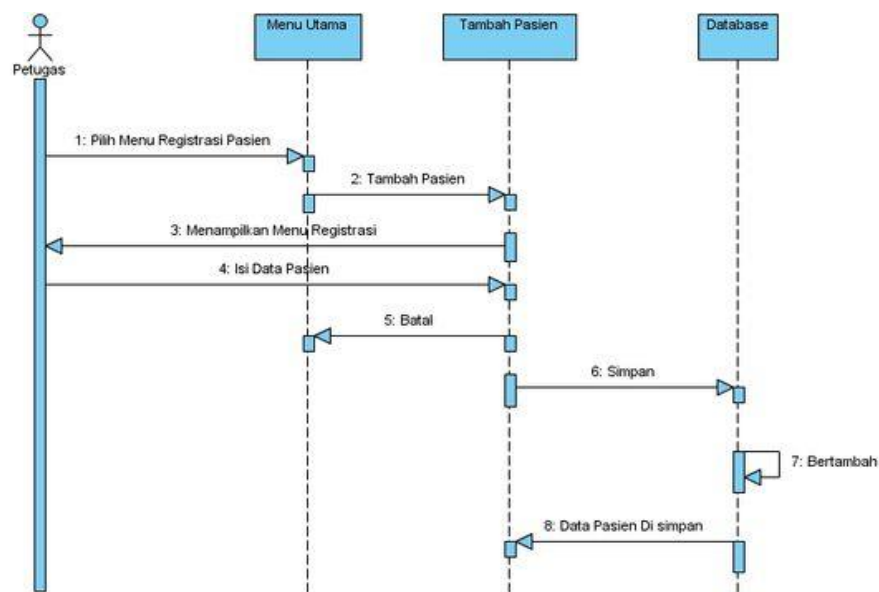 Menu Utama
Tambah Pasien
Database
Petugas
1: Pilih Menu Registrasi Pasien
2: Tambah Pasien
3: Menampilkan Menu Registrasi
4: Isi Data Pasien
5: Batal
6: Simpan
7: Bertambah
8: Data Pasien Di simpan